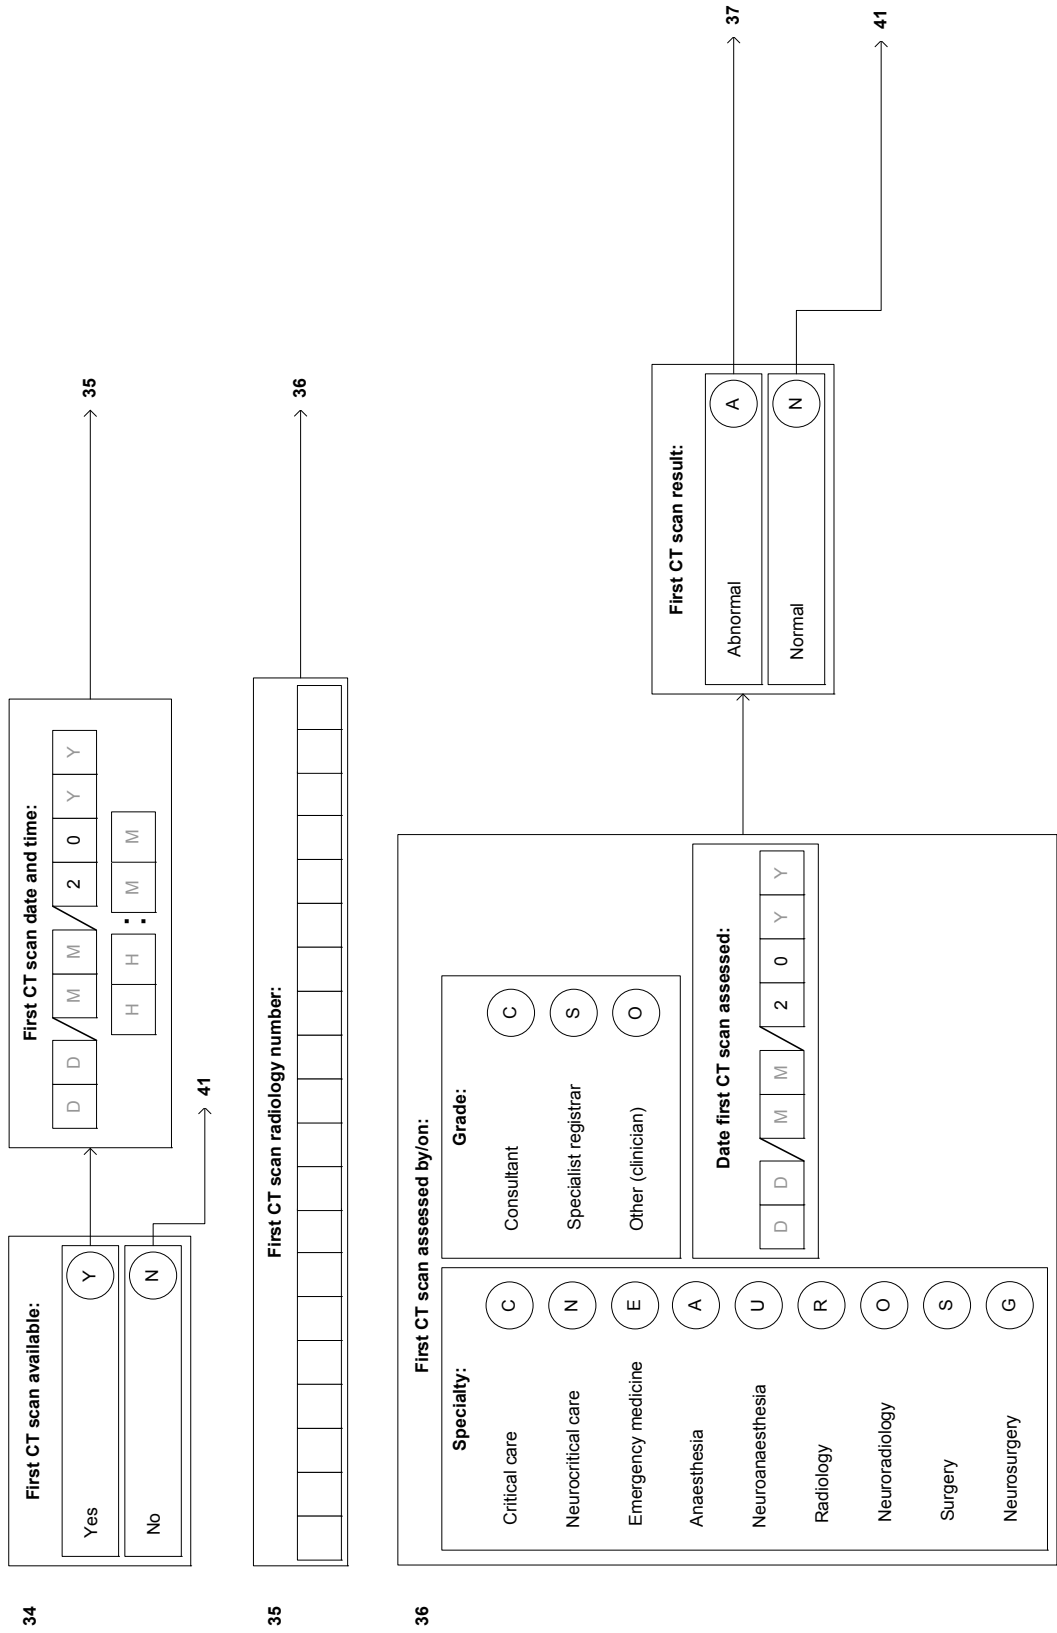 34
First CT scan available:
Yes Y
No N
41
First CT scan date and time:
D D / M M / 2 0 Y Y
H H : M M
35
35
First CT scan radiology number:
36
36
First CT scan assessed by/on:
Specialty:
Critical care C
Neurocritical care N
Emergency medicine E
Anaesthesia A
Neuroanaesthesia U
Radiology R
Neuroradiology O
Surgery S
Neurosurgery G
Grade:
Consultant C
Specialist registrar S
Other (clinician) O
Date first CT scan assessed:
D D / M M / 2 0 Y Y
First CT scan result:
Abnormal A
Normal N
37
41